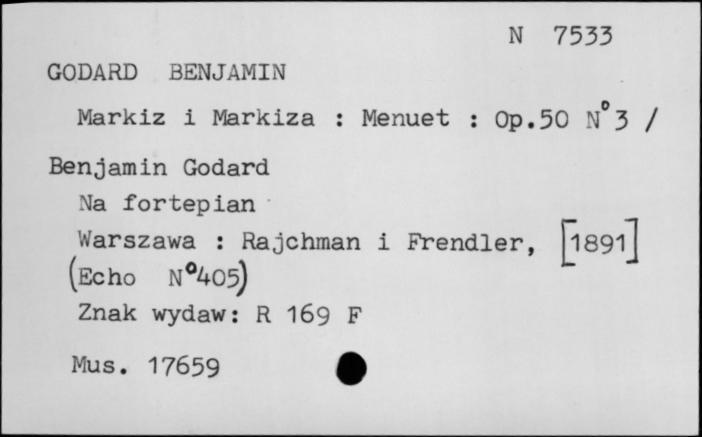 N 7533
GODARD BENJAMIN
Markiz i Markiza : Menuet : Op.50 N°3 /
Benjamin Godard
Na fortepian
Warszawa : Rajchman i Frendler, [1891]
(Echo N°405)
Znak wydaw: R 169 F
Mus. 17659